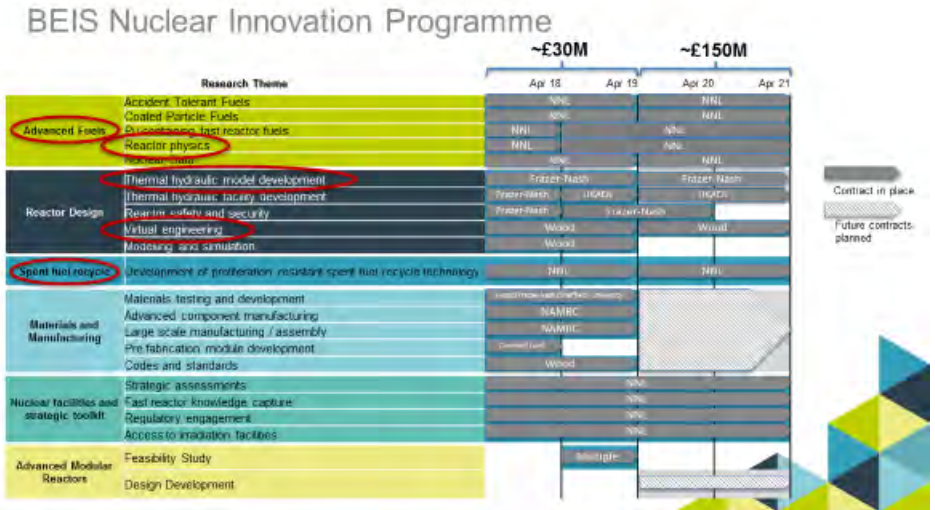 BEIS Nuclear Innovation Programme
~£30M ~£150M
Research Theme Apr 18 Apr 19 Apr 20 Apr 21
Advanced Fuels
Accident Tolerant Fuels NNL NNL
Coated Particle Fuels NNL NNL
Pu containing fast reactor fuels NNL NNL
Reactor physics NNL NNL
Nuclear data NNL NNL
Reactor Design
Thermal hydraulic model development Frazer-Nash Frazer-Nash
Thermal hydraulic facility development Frazer-Nash UKAEA UKAEA
Reactor safety and security Frazer-Nash Frazer-Nash
Virtual engineering Wood Wood
Modelling and simulation Wood
Spent fuel recycle Development of proliferation resistant spent fuel recycle technology NNL NNL
Materials and
Manufacturing
Materials testing and development
Advanced component manufacturing NAMRC
Large scale manufacturing / assembly NAMRC
Pre fabrication module development
Codes and standards Wood
Nuclear facilities and
strategic toolkit
Strategic assessments NNL
Fast reactor knowledge capture NNL
Regulatory engagement NNL
Access to irradiation facilities NNL
Advanced Modular
Reactors
Feasibility Study Multiple
Design Development
Contract in place
Future contracts
planned